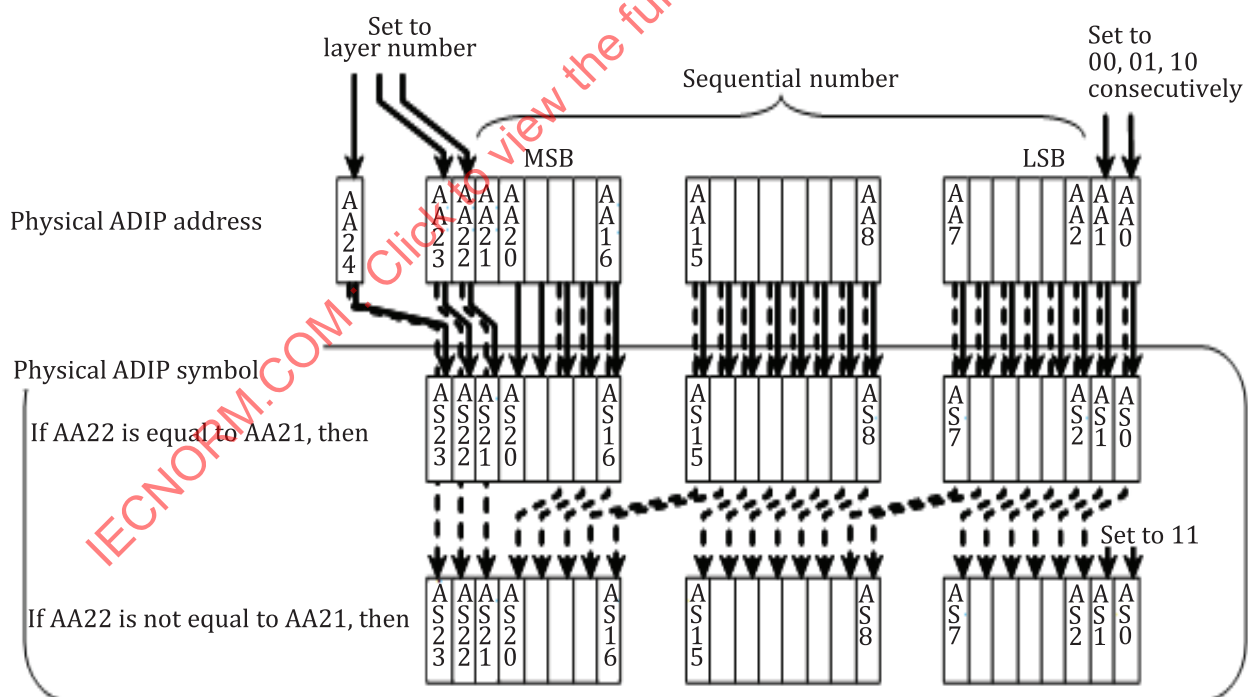 Set to
layer number
Set to
00, 01, 10
consecutively
Sequential number
MSB
LSB
Physical ADIP address
AA24
AA23
AA22
AA21
AA20
AA16
AA15
AA8
AA7
AA2
AA1
AA0
Physical ADIP symbol
If AA22 is equal to AA21, then
AS23
AS22
AS21
AS20
AS16
AS15
AS8
AS7
AS2
AS1
AS0
Set to 11
If AA22 is not equal to AA21, then
AS23
AS22
AS21
AS20
AS16
AS15
AS8
AS7
AS2
AS1
AS0
IECNORM.COM : Click to view the